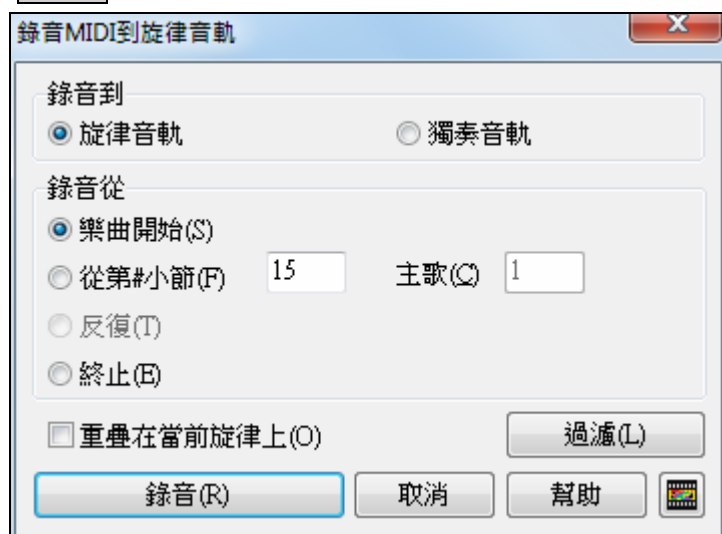 錄音MIDI到旋律音軌
錄音到
旋律音軌 獨奏音軌
錄音從
樂曲開始(S)
從第#小節(F) 15 主歌(C) 1
反復(T)
終止(E)
重疊在當前旋律上(O) 過濾(L)
錄音(R) 取消 幫助